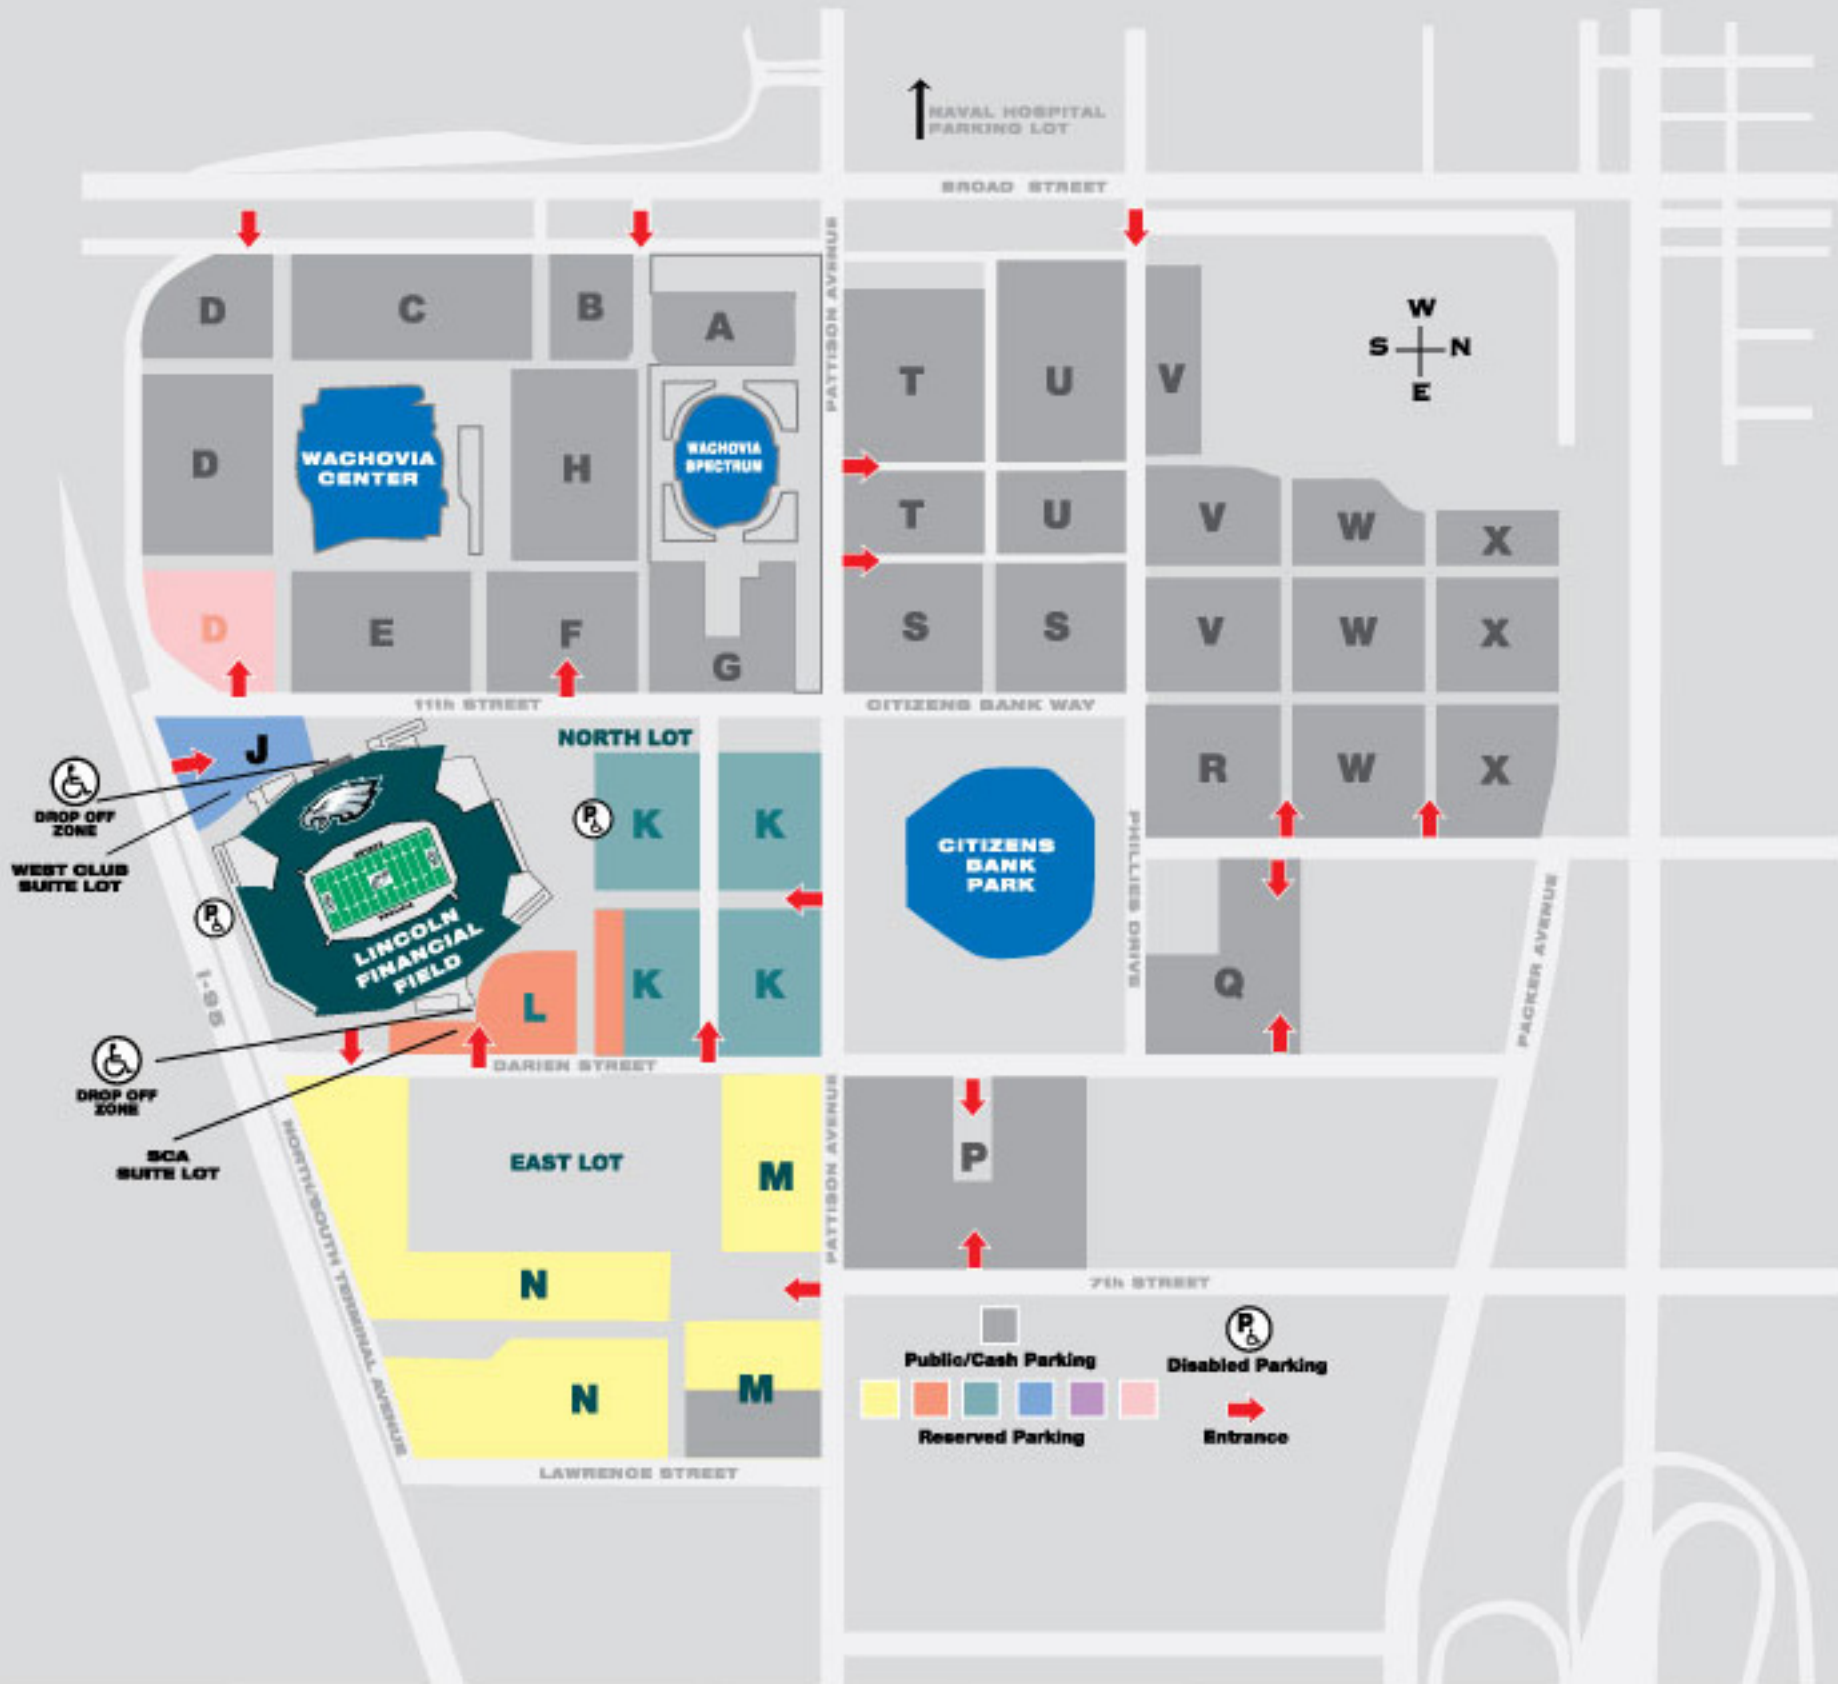 NAVAL HOSPITAL
PARKING LOT
BROAD STREET
PATTISON AVENUE
D
C
B
A
T
U
V
W
S
N
E
D
WACHOVIA
CENTER
H
WACHOVIA
SPECTRUM
T
U
V
W
X
D
E
F
G
S
S
V
W
X
11th STREET
CITIZENS BANK WAY
J
NORTH LOT
R
W
X
DROP OFF
ZONE
WEST CLUB
SUITE LOT
P
K
K
CITIZENS
BANK
PARK
PHILLIES DRIVE
P
LINCOLN
FINANCIAL
FIELD
I-95
L
K
K
Q
PACKER AVENUE
DROP OFF
ZONE
DARIEN STREET
SCA
SUITE LOT
NORTH/SOUTH TERMINAL AVENUE
EAST LOT
M
PATTISON AVENUE
P
N
7th STREET
P
Public/Cash Parking
Disabled Parking
N
M
Reserved Parking
Entrance
LAWRENCE STREET